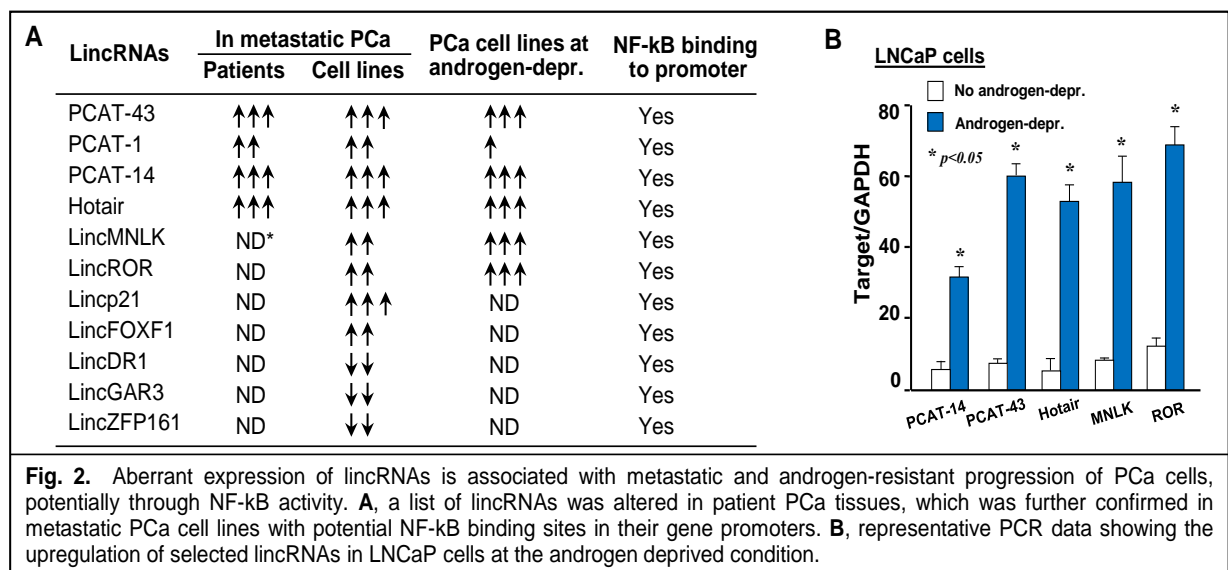 A
LincRNAs In metastatic PCa PCa cell lines at androgen-depr. NF-kB binding to promoter
Patients Cell lines
PCAT-43 ↑↑↑ ↑↑↑ ↑↑↑ Yes
PCAT-1 ↑↑ ↑↑ ↑ Yes
PCAT-14 ↑↑↑ ↑↑↑ ↑↑↑ Yes
Hotair ↑↑↑ ↑↑↑ ↑↑↑ Yes
LincMNLK ND* ↑↑ ↑↑↑ Yes
LincROR ND ↑↑ ↑↑↑ Yes
Lincp21 ND ↑↑↑ ND Yes
LincFOXF1 ND ↑↑ ND Yes
LincDR1 ND ↓↓ ND Yes
LincGAR3 ND ↓↓ ND Yes
LincZFP161 ND ↓↓ ND Yes
B
LNCaP cells
No androgen-depr.
Androgen-depr.
* p<0.05
Target/GAPDH
80
60
40
20
0
* * * * *
PCAT-14 PCAT-43 Hotair MNLK ROR
Fig. 2. Aberrant expression of lincRNAs is associated with metastatic and androgen-resistant progression of PCa cells,
potentially through NF-kB activity. A, a list of lincRNAs was altered in patient PCa tissues, which was further confirmed in
metastatic PCa cell lines with potential NF-kB binding sites in their gene promoters. B, representative PCR data showing the
upregulation of selected lincRNAs in LNCaP cells at the androgen deprived condition.